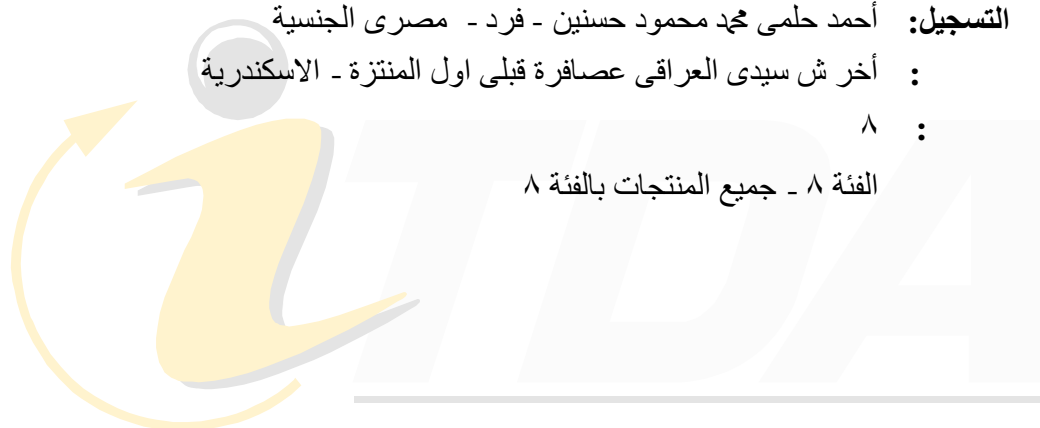 التسجيل: أحمد حلمى محمد محمود حسنين - فرد - مصرى الجنسية
: أخر ش سيدى العراقى عصافرة قبلى اول المنتزة - الاسكندرية
: ٨
الفئة ٨ - جميع المنتجات بالفئة ٨
iTDA